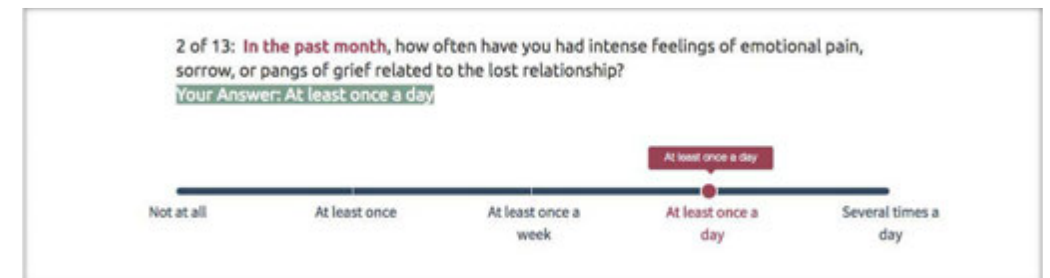 2 of 13: In the past month, how often have you had intense feelings of emotional pain,
sorrow, or pangs of grief related to the lost relationship?
Your Answer: At least once a day
At least once a day
Not at all
At least once
At least once a
week
At least once a
day
Several times a
day